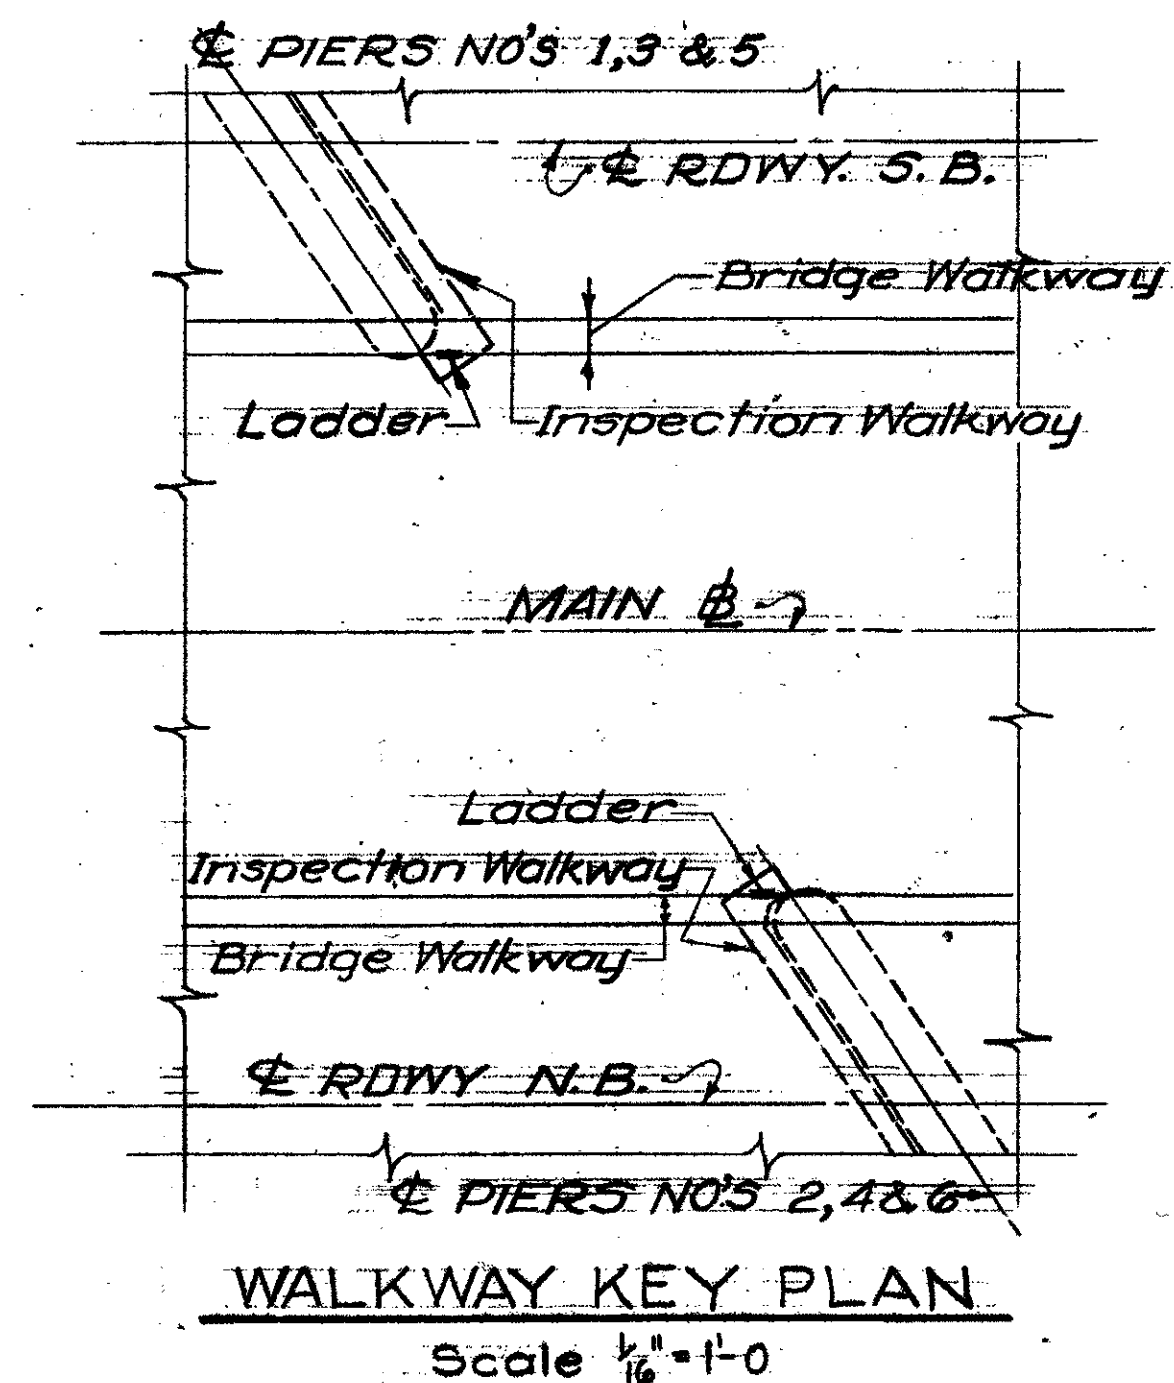 ℄ PIERS NO'S 1,3 & 5
℄ RDWY. S.B.
Bridge Walkway
Ladder
Inspection Walkway
MAIN ⅊
Ladder
Inspection Walkway
Bridge Walkway
℄ RDWY N.B.
℄ PIERS NO'S 2,4 & 6
WALKWAY KEY PLAN
Scale 1/16" = 1'-0